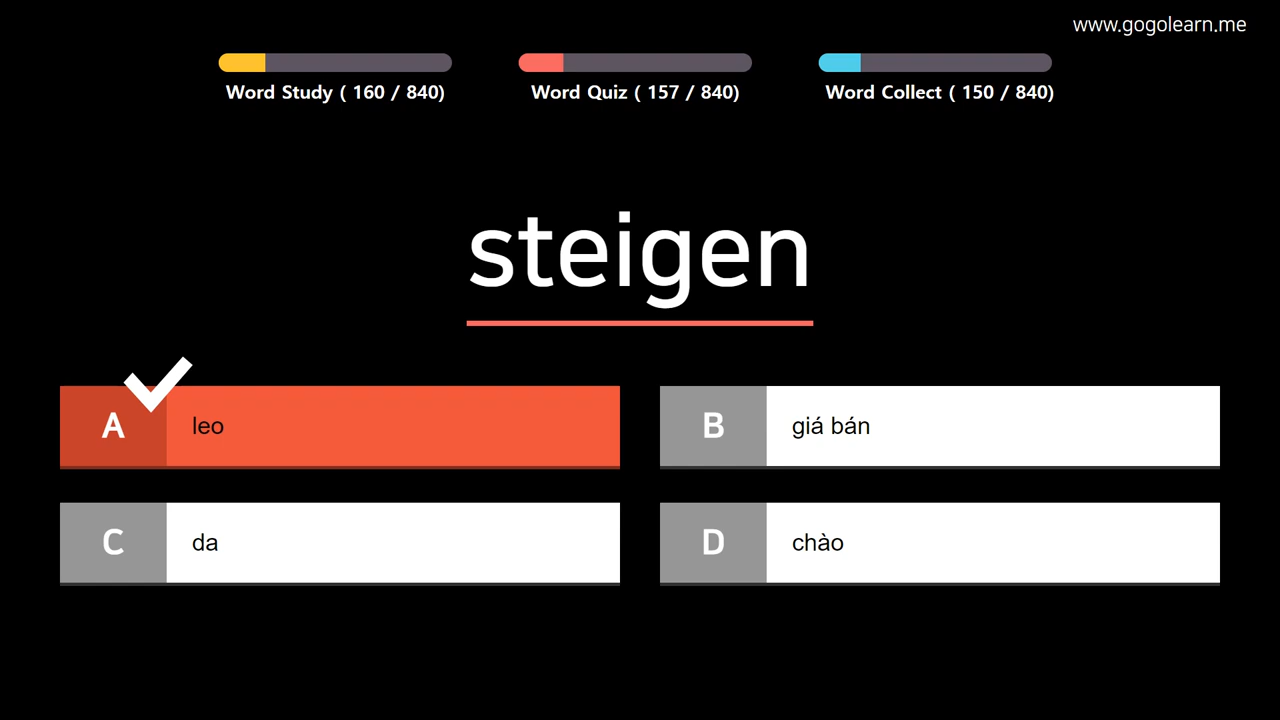 www.gogolearn.me
Word Study ( 160 / 840)
Word Quiz ( 157 / 840)
Word Collect ( 150 / 840)
steigen
A
leo
B
giá bán
C
da
D
chào